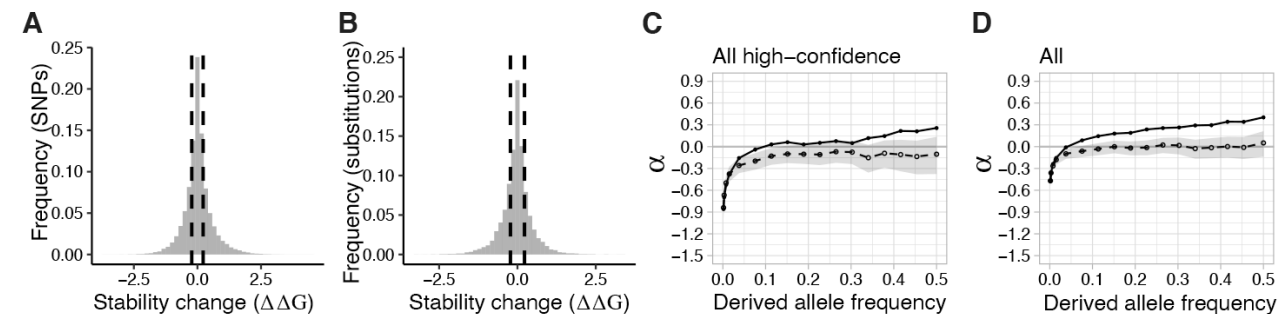 A
Frequency (SNPs)
0.25
0.20
0.15
0.10
0.05
0.00
−2.5 0.0 2.5
Stability change (ΔΔG)
B
Frequency (substitutions)
0.25
0.20
0.15
0.10
0.05
0.00
−2.5 0.0 2.5
Stability change (ΔΔG)
C
All high−confidence
α
0.9
0.6
0.3
0.0
−0.3
−0.6
−0.9
−1.2
−1.5
0.0 0.1 0.2 0.3 0.4 0.5
Derived allele frequency
D
All
α
0.9
0.6
0.3
0.0
−0.3
−0.6
−0.9
−1.2
−1.5
0.0 0.1 0.2 0.3 0.4 0.5
Derived allele frequency